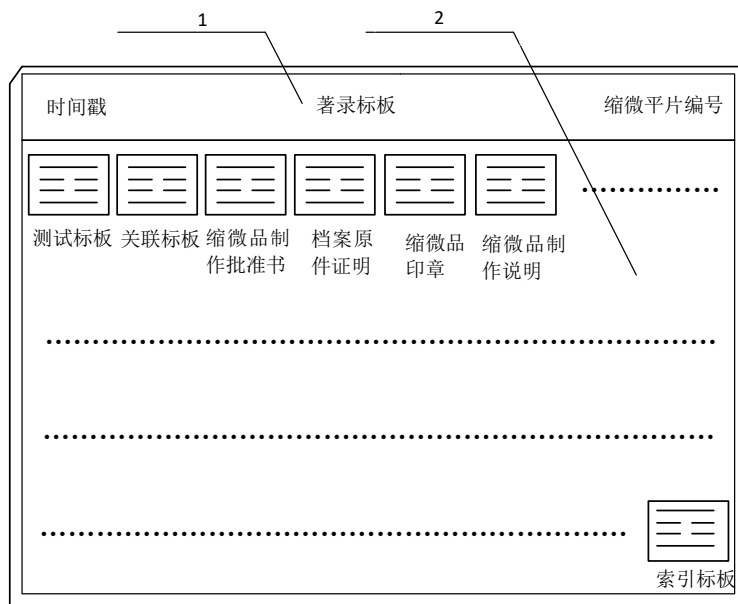 1
2
时间戳
著录标板
缩微平片编号
测试标板
关联标板
缩微品制
作批准书
档案原
件证明
缩微品
印章
缩微品制
作说明
索引标板